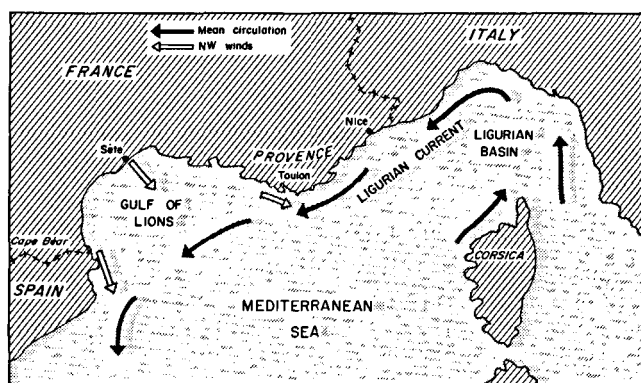 Mean circulation
NW winds
ITALY
FRANCE
Nice
LIGURIAN
BASIN
Sète
PROVENCE
LIGURIAN CURRENT
Toulon
GULF OF
LIONS
Cape Béar
CORSICA
SPAIN
MEDITERRANEAN
SEA